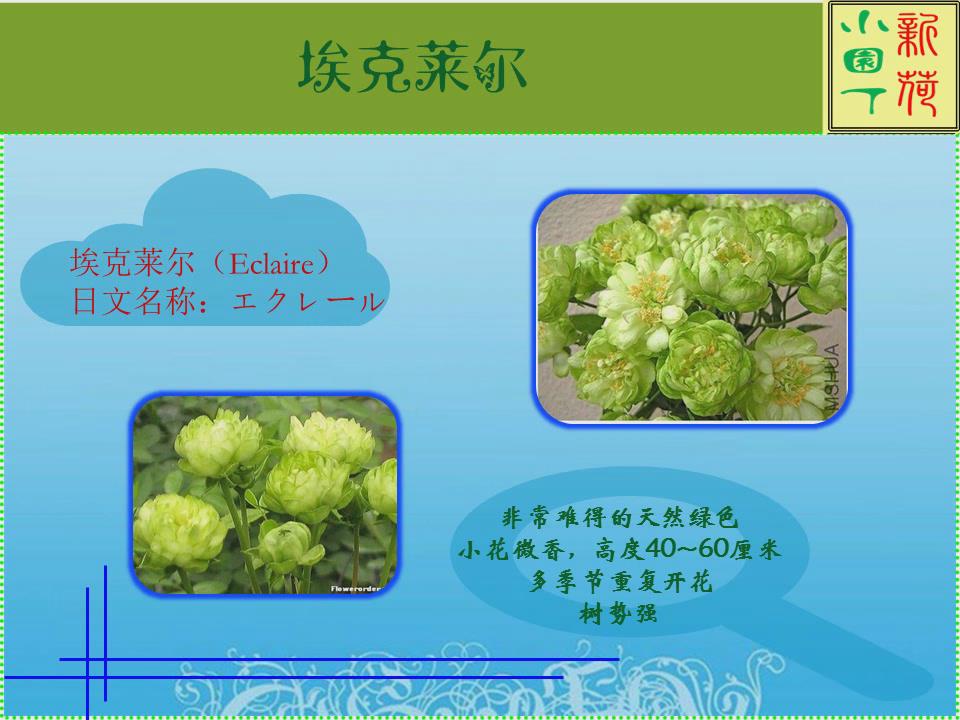 埃克莱尔
新荷
小園丁
埃克莱尔（Eclaire）
日文名称：エクレール
MSHUA
Flowerorder
非常难得的天然绿色
小花微香，高度40~60厘米
多季节重复开花
树势强